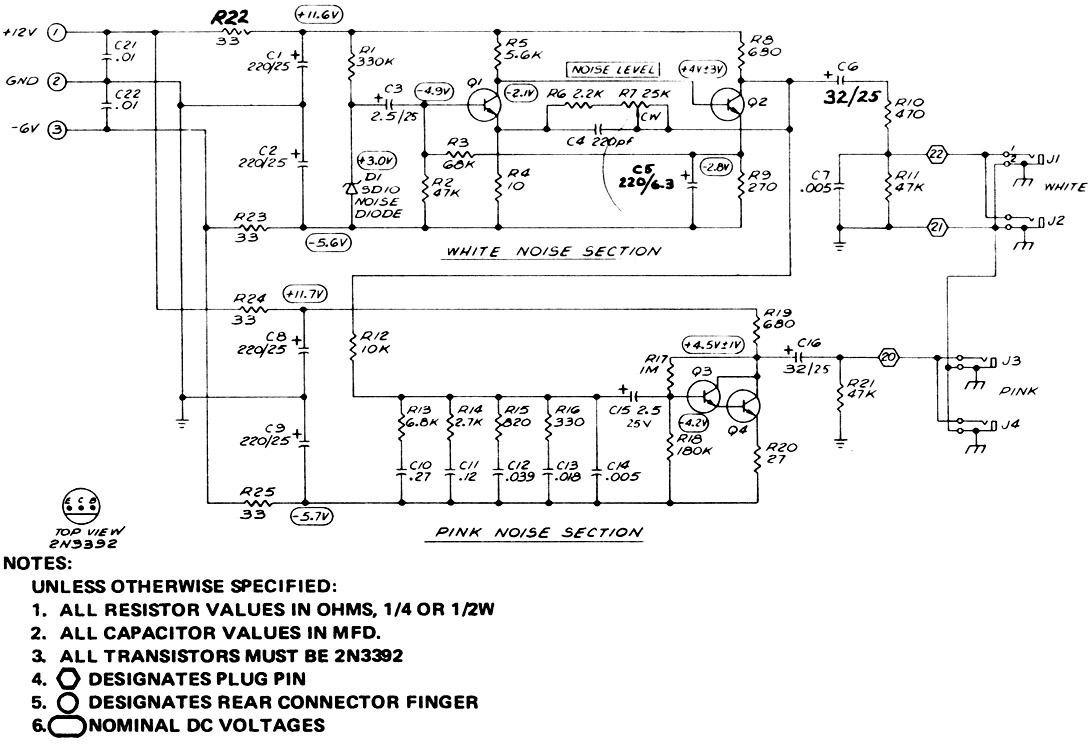 +12V 1
GND 2
-6V 3
C21
.01
C22
.01
R22
33
+11.6V
C1
220/25
+
C2
220/25
+
R23
33
-5.6V
R1
330K
C3
+
2.5/25
+3.0V
D1
SD10
NOISE
DIODE
-4.9V
R3
68K
R2
47K
Q1
R5
5.6K
-2.1V
R4
10
NOISE LEVEL
R6 2.2K
R7 25K
CW
C4 220pf
C5
220/6.3
+
+4V±3V
R8
680
Q2
-2.8V
R9
270
+
C6
32/25
R10
470
C7
.005
R11
47K
22
21
1
2
J1
WHITE
J2
WHITE NOISE SECTION
R24
33
+11.7V
C8
220/25
+
C9
220/25
+
R25
33
-5.7V
R12
10K
R13
6.8K
R14
2.7K
R15
820
R16
330
C10
.27
C11
.12
C12
.039
C13
.018
C14
.005
+
C15 2.5
25V
R17
1M
+4.5V±1V
Q3
-4.2V
R18
180K
Q4
R19
680
R20
27
+
C16
32/25
R21
47K
20
J3
PINK
J4
PINK NOISE SECTION
E C B
TOP VIEW
2N3392
NOTES:
UNLESS OTHERWISE SPECIFIED:
1. ALL RESISTOR VALUES IN OHMS, 1/4 OR 1/2W
2. ALL CAPACITOR VALUES IN MFD.
3. ALL TRANSISTORS MUST BE 2N3392
4. DESIGNATES PLUG PIN
5. DESIGNATES REAR CONNECTOR FINGER
6. NOMINAL DC VOLTAGES